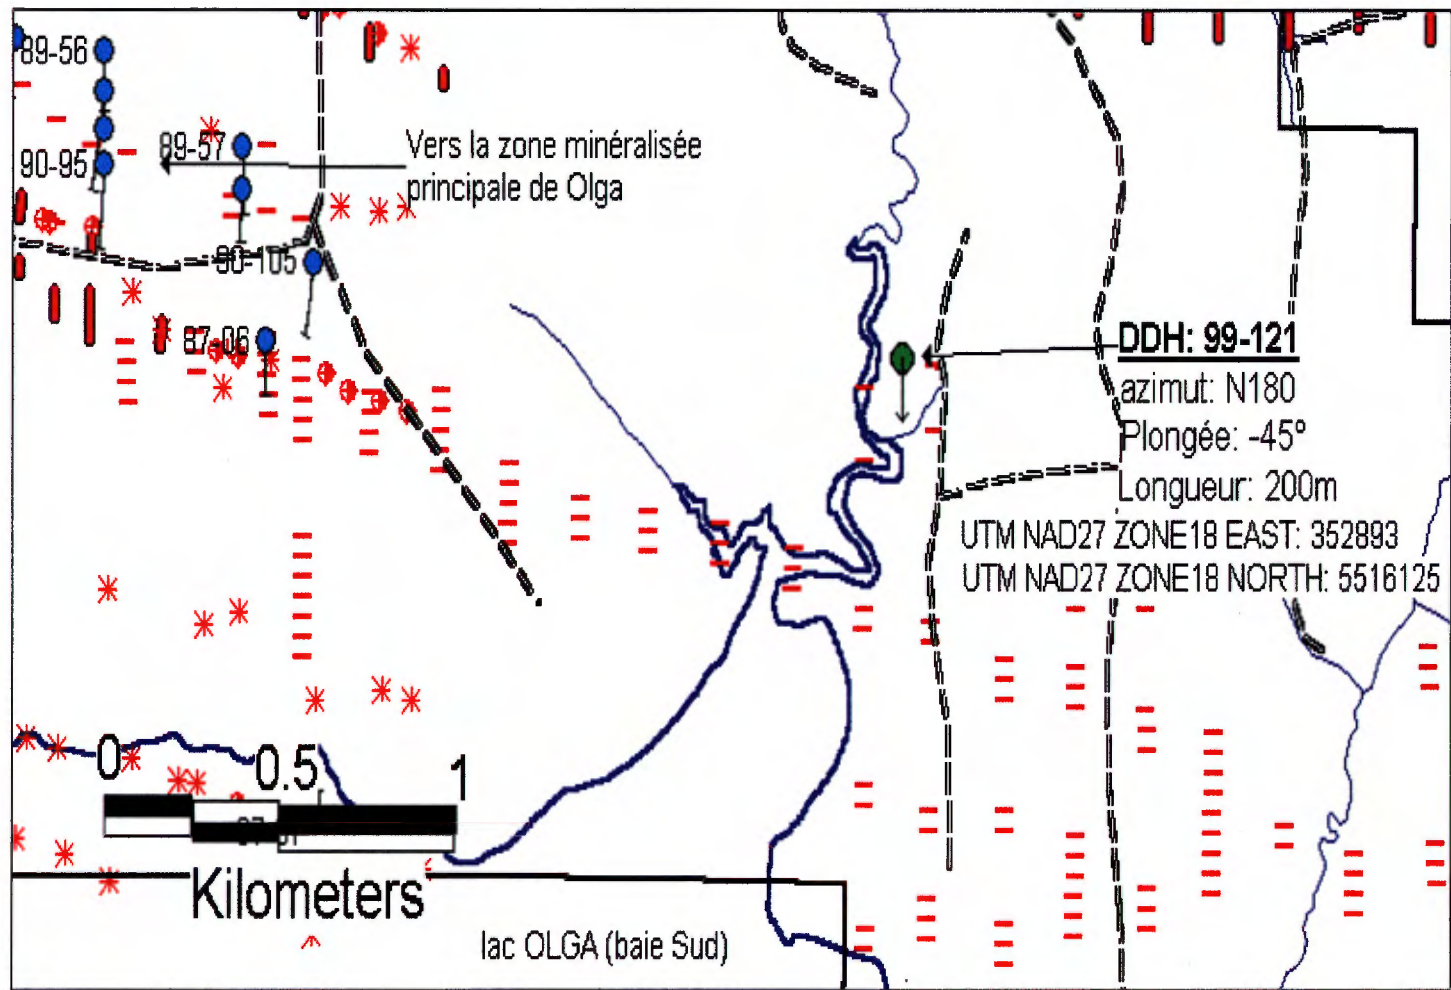 89-56
89-57
90-95
Vers la zone minéralisée
principale de Olga
90-105
87-06
DDH: 99-121
azimut: N180
Plongée: -45°
Longueur: 200m
UTM NAD27 ZONE18 EAST: 352893
UTM NAD27 ZONE18 NORTH: 5516125
0 0.5 1
Kilometers
lac OLGA (baie Sud)